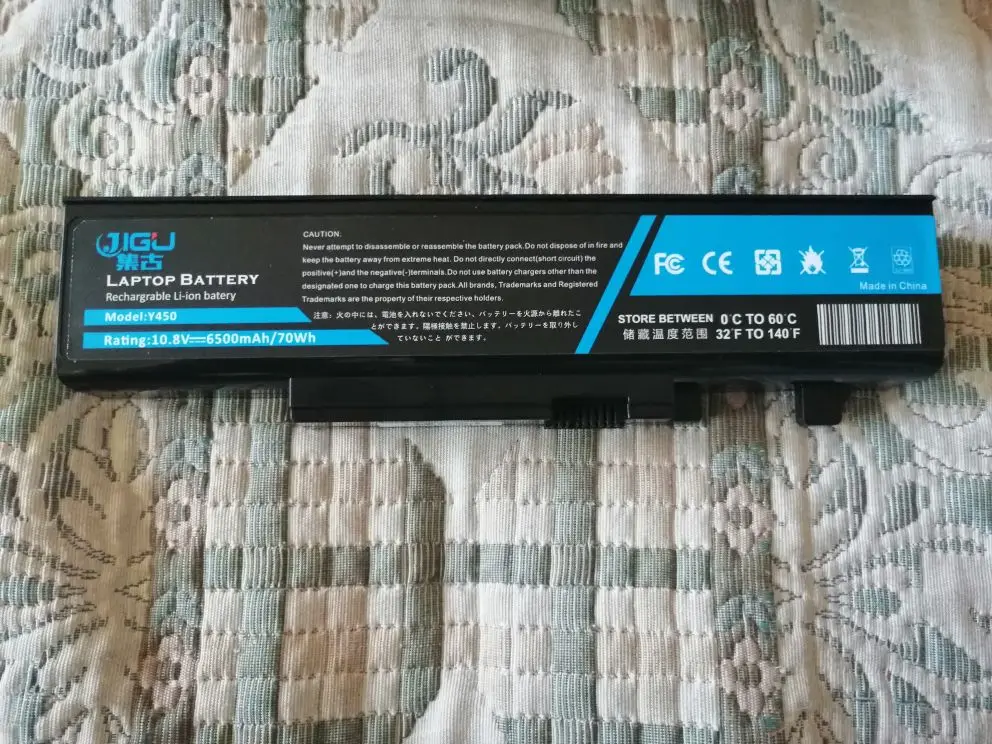 JIGU
集古
LAPTOP BATTERY
Rechargrable Li-ion batery
Model:Y450
Rating:10.8V⎓6500mAh/70Wh
CAUTION:
Never attempt to disassemble or reassemble the battery pack.Do not dispose of in fire and
keep the battery away from extreme heat. Do not directly connect(short circuit) the
positive(+)and the negative(-)terminals.Do not use battery chargers other than the
designated one to charge this battery pack.All brands, Trademarks and Registered
Trademarks are the property of their respective holders.
注意: 火の中には、電池を入れないでください、バッテリーを火源から離れたこ
とができます。陽極接触を禁止します、バッテリーを取り外し
ていないこと ができます。
FC CE
Made in China
STORE BETWEEN 0°C TO 60°C
储藏温度范围 32°F TO 140°F